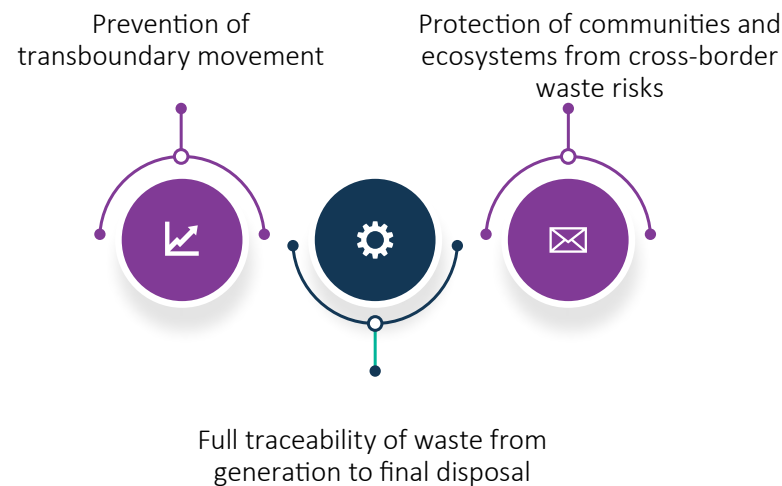 Prevention of
transboundary movement
Protection of communities and
ecosystems from cross-border
waste risks
Full traceability of waste from
generation to final disposal